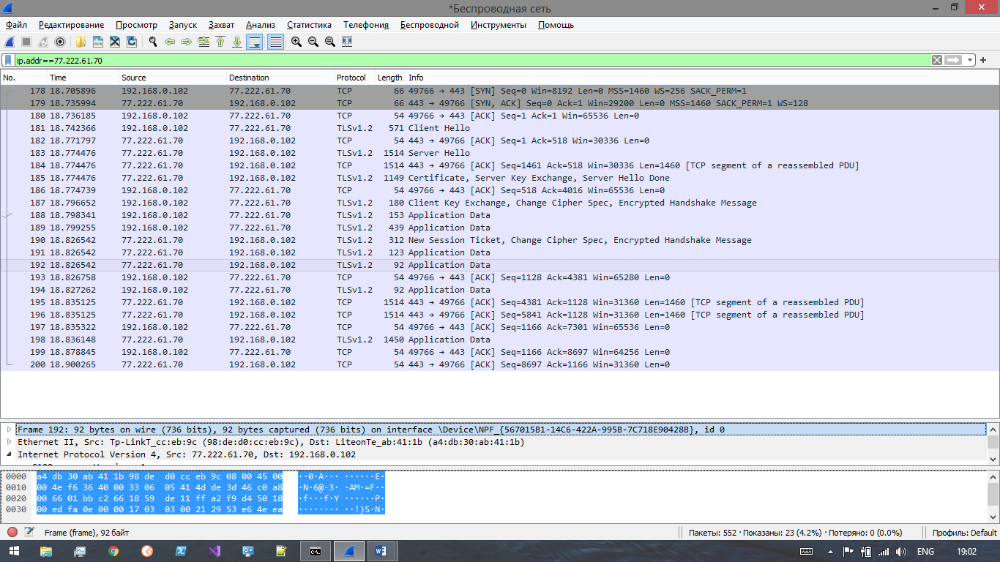 *Беспроводная сеть
Файл Редактирование Просмотр Запуск Захват Анализ Статистика Телефония Беспроводной Инструменты Помощь
ip.addr==77.222.61.70
No. Time Source Destination Protocol Length Info
178 18.705896 192.168.0.102 77.222.61.70 TCP 66 49766 → 443 [SYN] Seq=0 Win=8192 Len=0 MSS=1460 WS=256 SACK_PERM=1
179 18.735994 77.222.61.70 192.168.0.102 TCP 66 443 → 49766 [SYN, ACK] Seq=0 Ack=1 Win=29200 Len=0 MSS=1460 SACK_PERM=1 WS=128
180 18.736185 192.168.0.102 77.222.61.70 TCP 54 49766 → 443 [ACK] Seq=1 Ack=1 Win=65536 Len=0
181 18.742366 192.168.0.102 77.222.61.70 TLSv1.2 571 Client Hello
182 18.771797 77.222.61.70 192.168.0.102 TCP 54 443 → 49766 [ACK] Seq=1 Ack=518 Win=30336 Len=0
183 18.774476 77.222.61.70 192.168.0.102 TLSv1.2 1514 Server Hello
184 18.774476 77.222.61.70 192.168.0.102 TCP 1514 443 → 49766 [ACK] Seq=1461 Ack=518 Win=30336 Len=1460 [TCP segment of a reassembled PDU]
185 18.774476 77.222.61.70 192.168.0.102 TLSv1.2 1149 Certificate, Server Key Exchange, Server Hello Done
186 18.774739 192.168.0.102 77.222.61.70 TCP 54 49766 → 443 [ACK] Seq=518 Ack=4016 Win=65536 Len=0
187 18.796652 192.168.0.102 77.222.61.70 TLSv1.2 180 Client Key Exchange, Change Cipher Spec, Encrypted Handshake Message
188 18.798341 192.168.0.102 77.222.61.70 TLSv1.2 153 Application Data
189 18.799255 192.168.0.102 77.222.61.70 TLSv1.2 439 Application Data
190 18.826542 77.222.61.70 192.168.0.102 TLSv1.2 312 New Session Ticket, Change Cipher Spec, Encrypted Handshake Message
191 18.826542 77.222.61.70 192.168.0.102 TLSv1.2 123 Application Data
192 18.826542 77.222.61.70 192.168.0.102 TLSv1.2 92 Application Data
193 18.826758 192.168.0.102 77.222.61.70 TCP 54 49766 → 443 [ACK] Seq=1128 Ack=4381 Win=65280 Len=0
194 18.827262 192.168.0.102 77.222.61.70 TLSv1.2 92 Application Data
195 18.835125 77.222.61.70 192.168.0.102 TCP 1514 443 → 49766 [ACK] Seq=4381 Ack=1128 Win=31360 Len=1460 [TCP segment of a reassembled PDU]
196 18.835125 77.222.61.70 192.168.0.102 TCP 1514 443 → 49766 [ACK] Seq=5841 Ack=1128 Win=31360 Len=1460 [TCP segment of a reassembled PDU]
197 18.835322 192.168.0.102 77.222.61.70 TCP 54 49766 → 443 [ACK] Seq=1166 Ack=7301 Win=65536 Len=0
198 18.836148 77.222.61.70 192.168.0.102 TLSv1.2 1450 Application Data
199 18.878845 192.168.0.102 77.222.61.70 TCP 54 49766 → 443 [ACK] Seq=1166 Ack=8697 Win=64256 Len=0
200 18.900265 77.222.61.70 192.168.0.102 TCP 54 443 → 49766 [ACK] Seq=8697 Ack=1166 Win=31360 Len=0
Frame 192: 92 bytes on wire (736 bits), 92 bytes captured (736 bits) on interface \Device\NPF_{567015B1-14C6-422A-995B-7C718E90428B}, id 0
Ethernet II, Src: Tp-LinkT_cc:eb:9c (98:de:d0:cc:eb:9c), Dst: LiteonTe_ab:41:1b (a4:db:30:ab:41:1b)
Internet Protocol Version 4, Src: 77.222.61.70, Dst: 192.168.0.102
0000 a4 db 30 ab 41 1b 98 de d0 cc eb 9c 08 00 45 00 ··0·A··· ······E·
0010 00 4e f6 36 40 00 33 06 05 41 4d de 3d 46 c0 a8 ·N·6@·3· ·AM·=F··
0020 00 66 01 bb c2 66 18 59 de 11 ff a2 f9 d4 50 18 ·f···f·Y ······P·
0030 00 ed fa 0e 00 00 17 03 03 00 21 29 53 e6 4e ea ········ ··!)S·N·
Frame (frame), 92 байт Пакеты: 552 · Показаны: 23 (4.2%) · Потеряно: 0 (0.0%) Профиль: Default
ENG 19:02